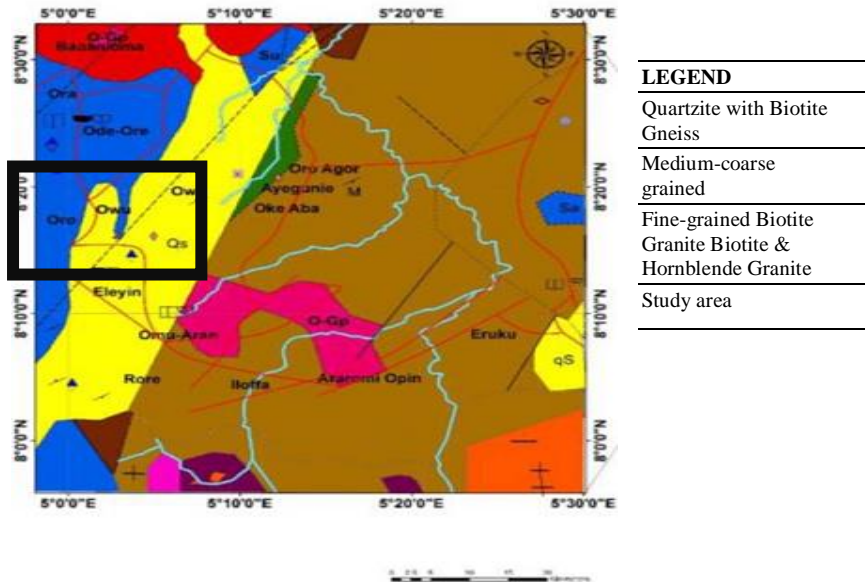 5°0'0"E 5°10'0"E 5°20'0"E 5°30'0"E
O-Gp
8°30'0"N
Su
8°30'0"N
Ora
Ode-Ore
Oro Agor
8°20'0"N
Ow
Ayegunle
M
8°20'0"N
Oro
Owu
Oke Aba
Sa
Qs
Eleyin
8°10'0"N
O-Gp
8°10'0"N
Omu-Aran
Eruku
qS
Rore
Iloffa
Araromi Opin
8°0'0"N
8°0'0"N
5°0'0"E 5°10'0"E 5°20'0"E 5°30'0"E
LEGEND
Quartzite with Biotite
Gneiss
Medium-coarse
grained
Fine-grained Biotite
Granite Biotite &
Hornblende Granite
Study area